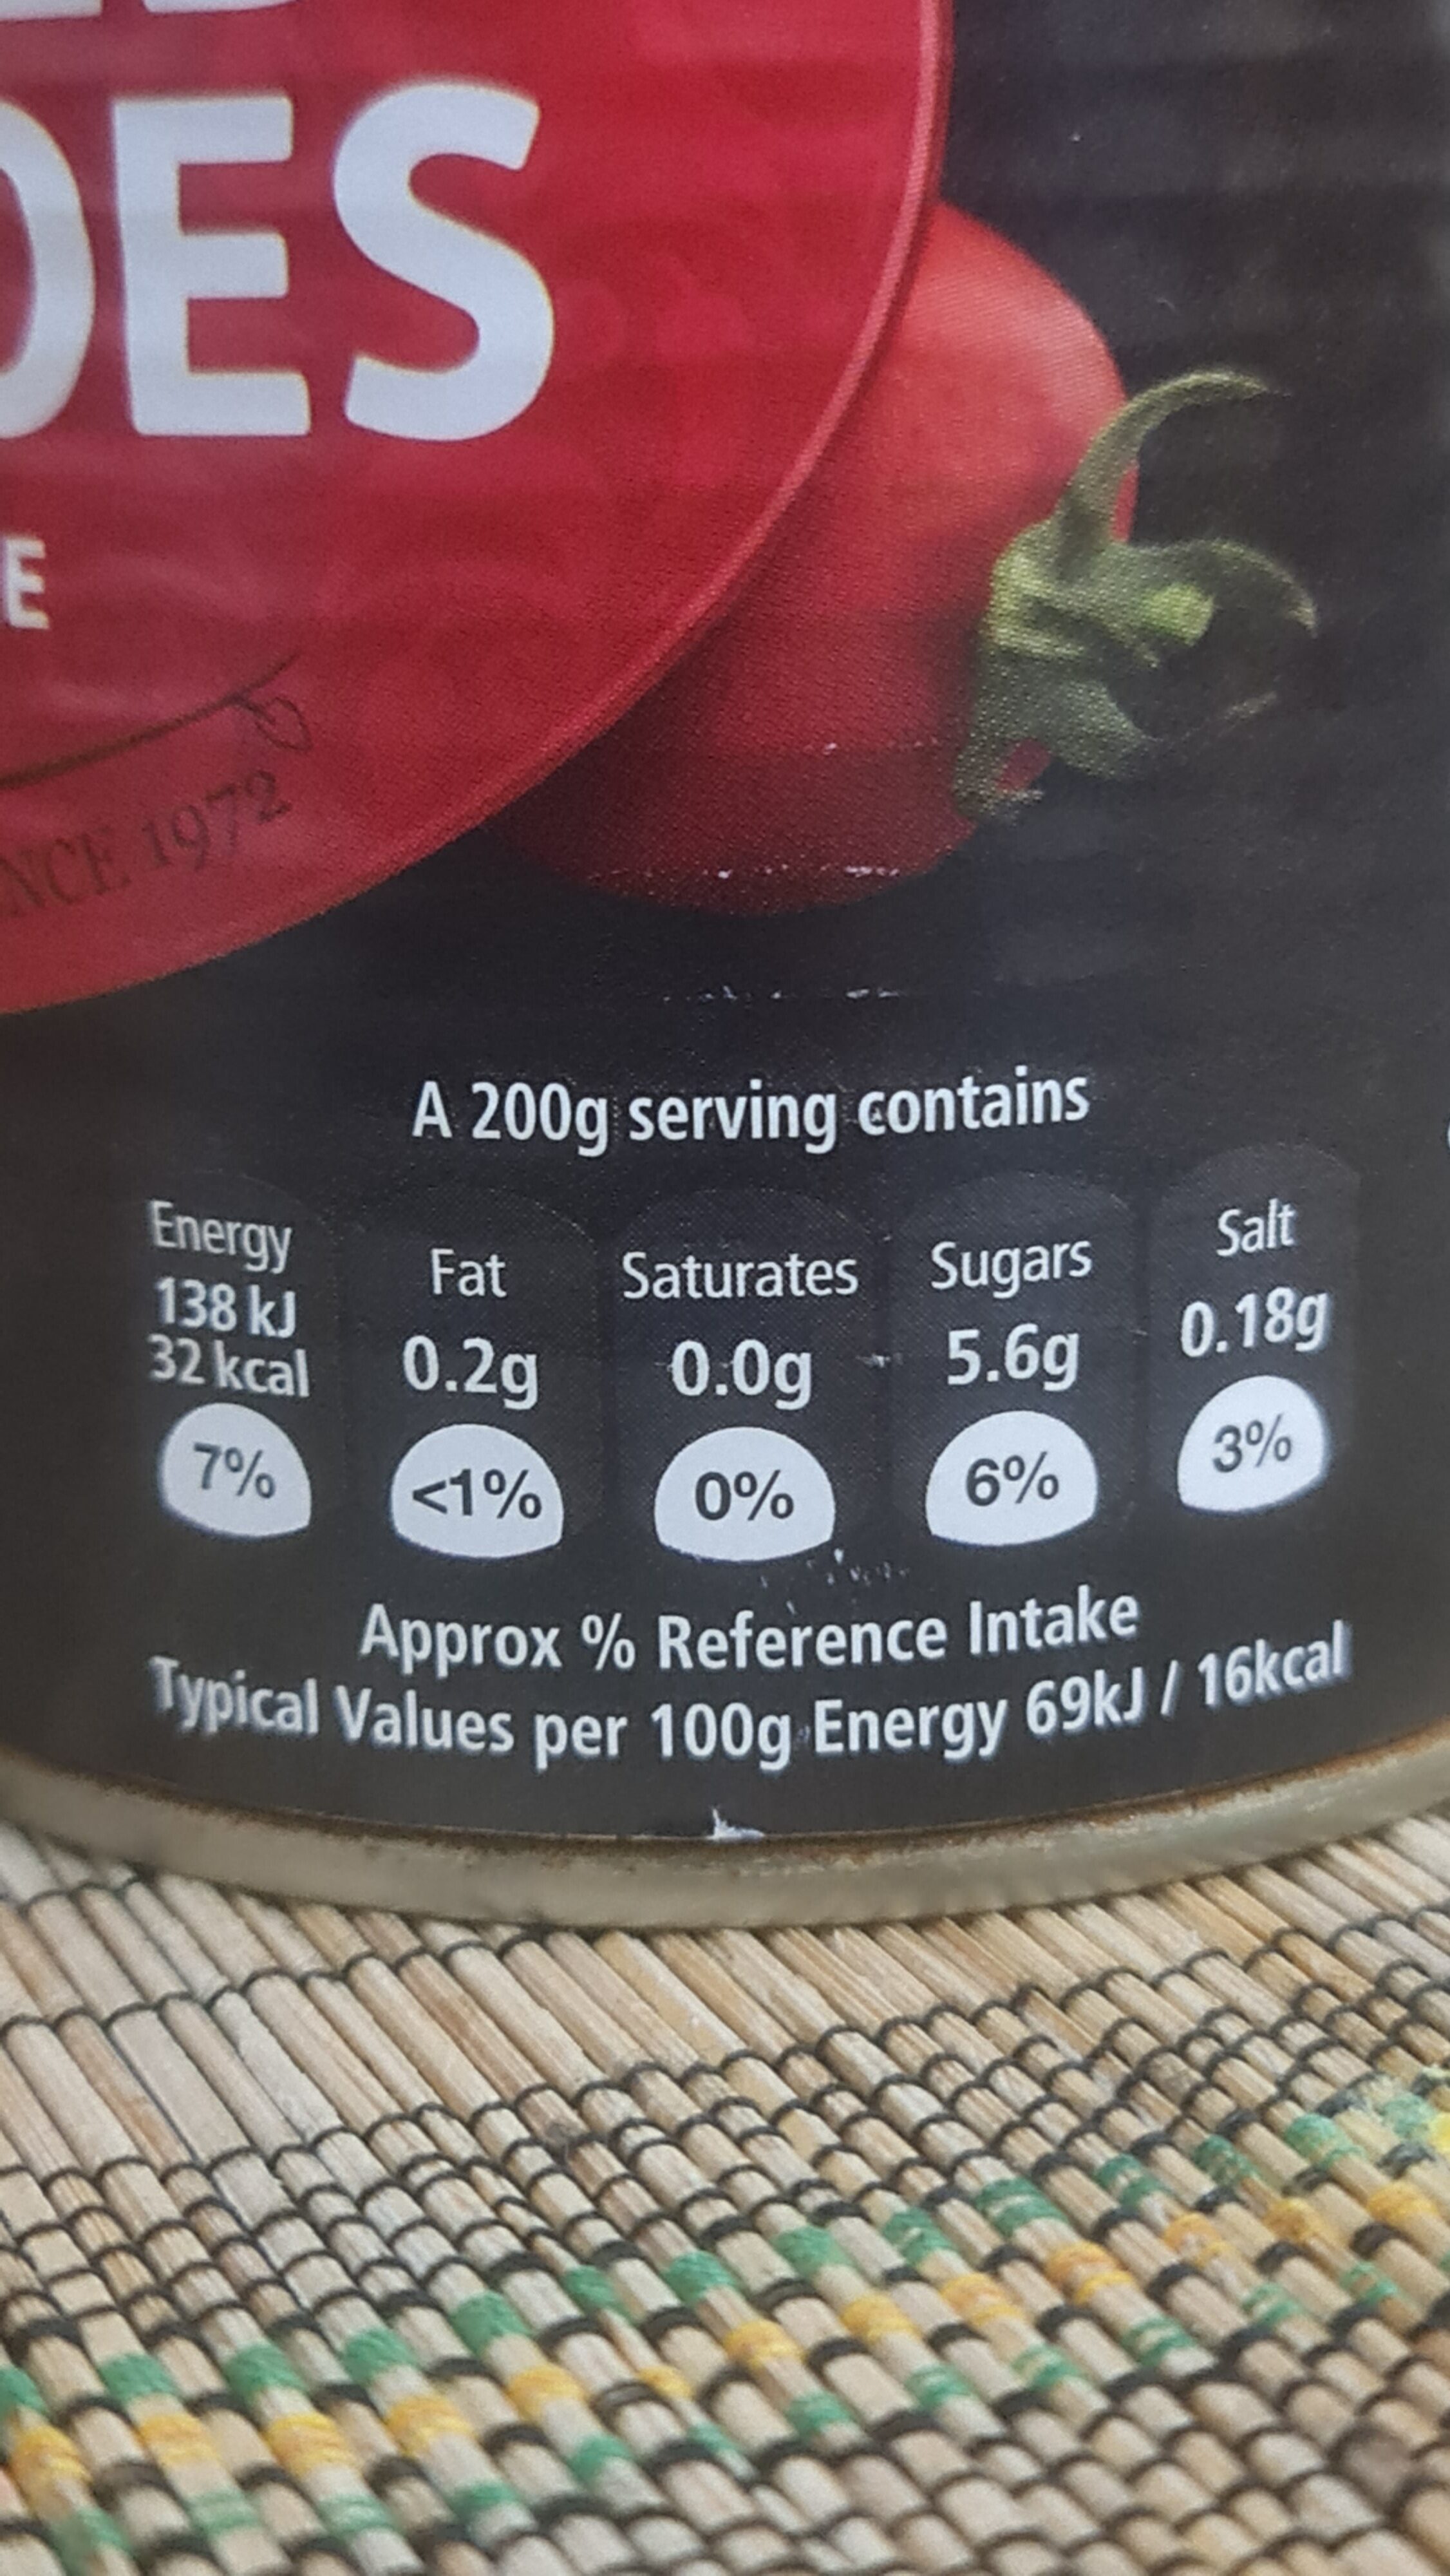 OES
E
NCE 1972
A 200g serving contains
Energy
138 kJ
32 kcal
7%
Fat
0.2g
<1%
Saturates
0.0g
0%
Sugars
5.6g
6%
Salt
0.18g
3%
Approx % Reference Intake
Typical Values per 100g Energy 69kJ / 16kcal